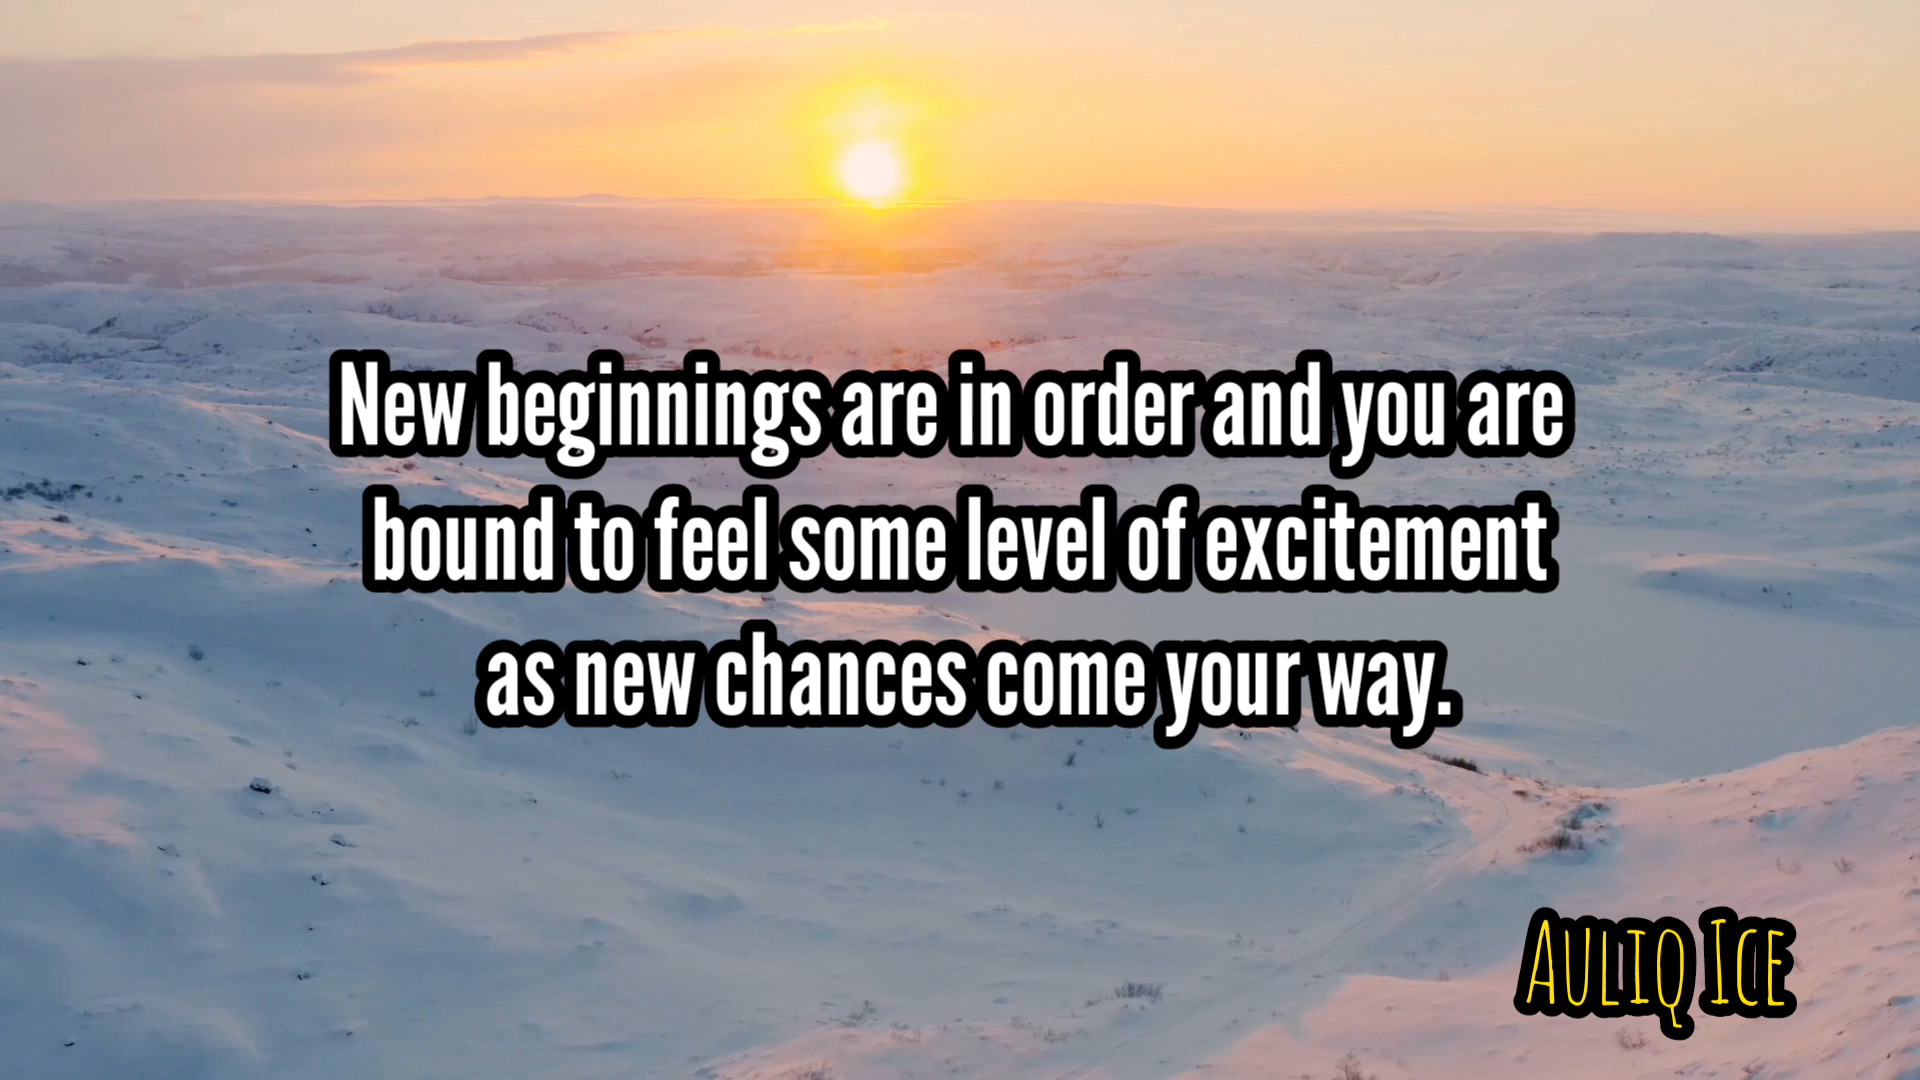 New beginnings are in order and you are
bound to feel some level of excitement
as new chances come your way.
Auliq Ice